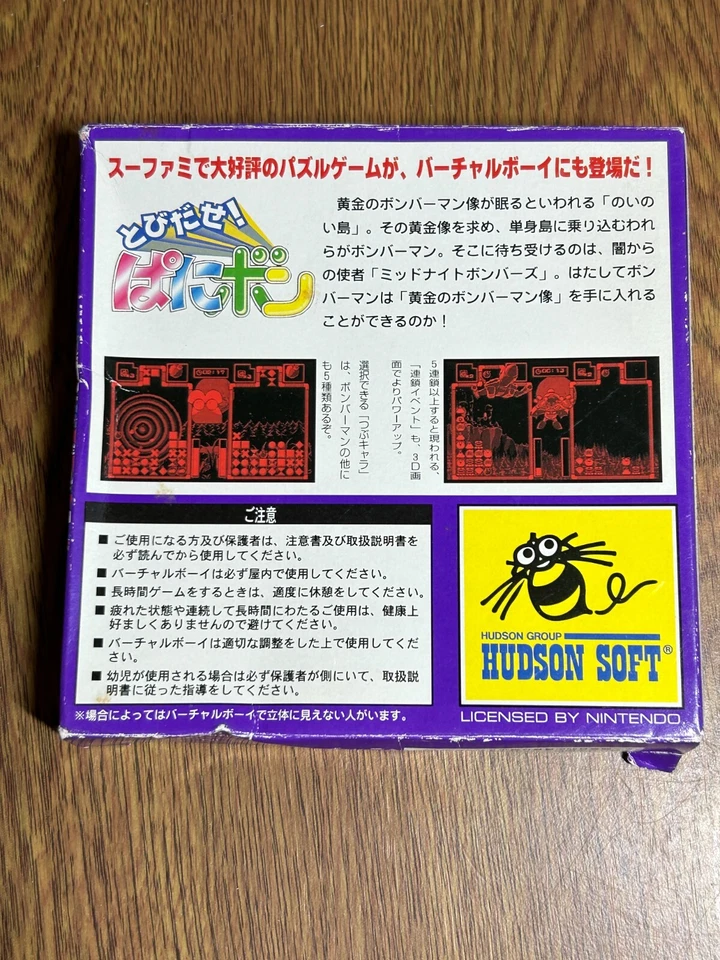 スーファミで大好評のパズルゲームが、バーチャルボーイにも登場だ！
とびだせ！
ぱにボン
黄金のボンバーマン像が眠るといわれる「のいの
い島」。その黄金像を求め、単身島に乗り込むわれ
らがボンバーマン。そこに待ち受けるのは、闇から
の使者「ミッドナイトボンバーズ」。はたしてボン
バーマンは「黄金のボンバーマン像」を手に入れる
ことができるのか！
選択できる「つぶキャラ」
は、ボンバーマンの他に
も5種類あるぞ。
5連鎖以上すると現われる、
「連鎖イベント」も、3D画
面でよりパワーアップ。
ご注意
■ ご使用になる方及び保護者は、注意書及び取扱説明書を
必ず読んでから使用してください。
■ バーチャルボーイは必ず屋内で使用してください。
■ 長時間ゲームをするときは、適度に休憩をしてください。
■ 疲れた状態や連続して長時間にわたるご使用は、健康上
好ましくありませんので避けてください。
■ バーチャルボーイは適切な調整をした上で使用してくだ
さい。
■ 幼児が使用される場合は必ず保護者が側にいて、取扱説
明書に従った指導をしてください。
※場合によってはバーチャルボーイで立体に見えない人がいます。
HUDSON GROUP
HUDSON SOFT®
LICENSED BY NINTENDO